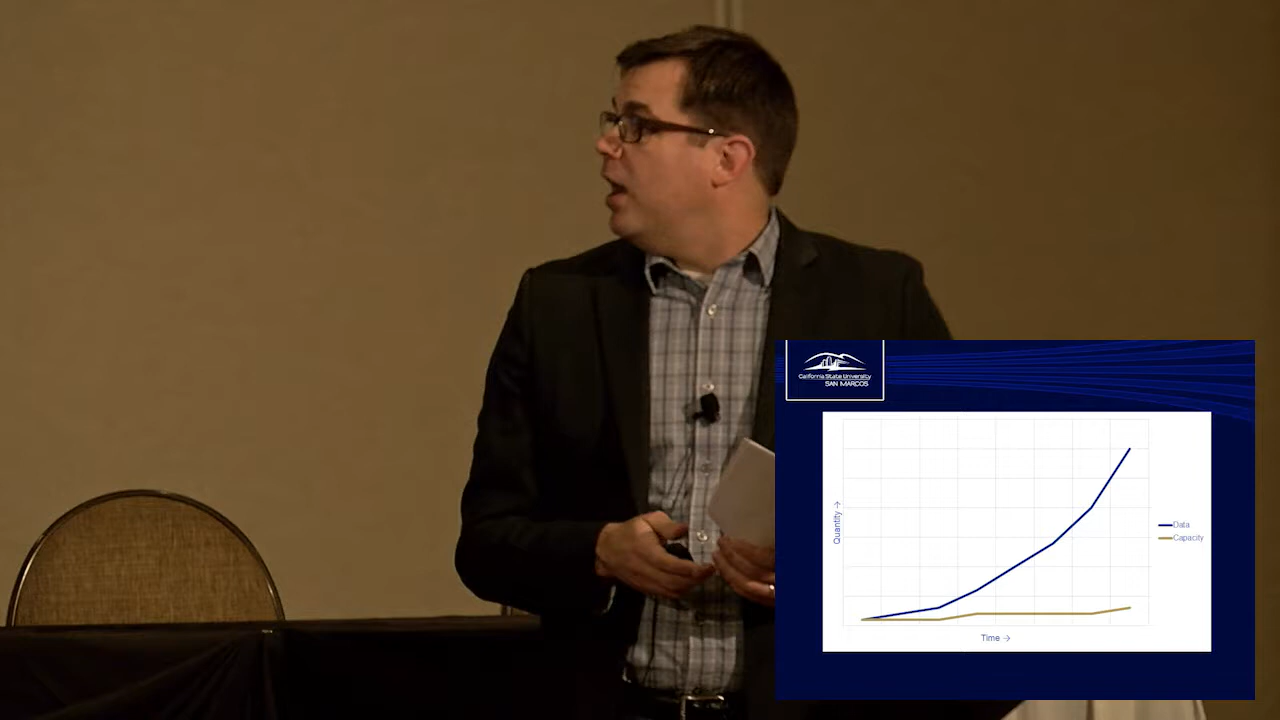 California State University
SAN MARCOS
Quantity →
Data
Capacity
Time →